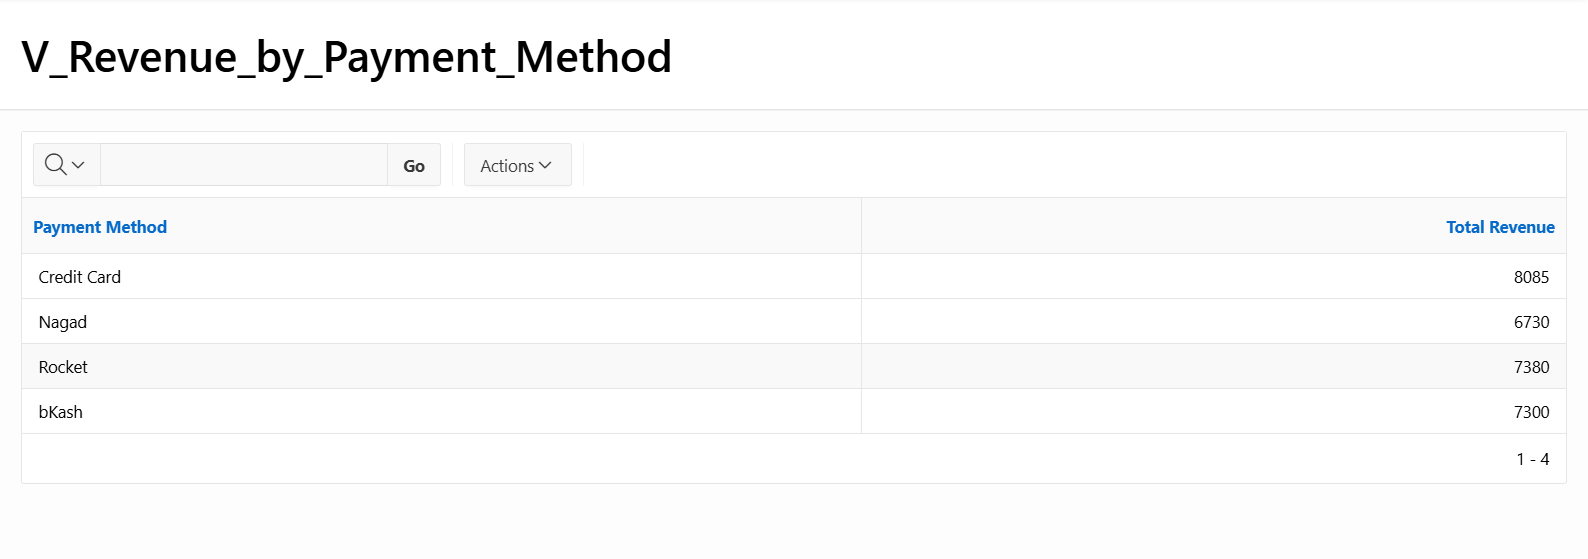 V_Revenue_by_Payment_Method
Go Actions
Payment Method Total Revenue
Credit Card 8085
Nagad 6730
Rocket 7380
bKash 7300
1 - 4